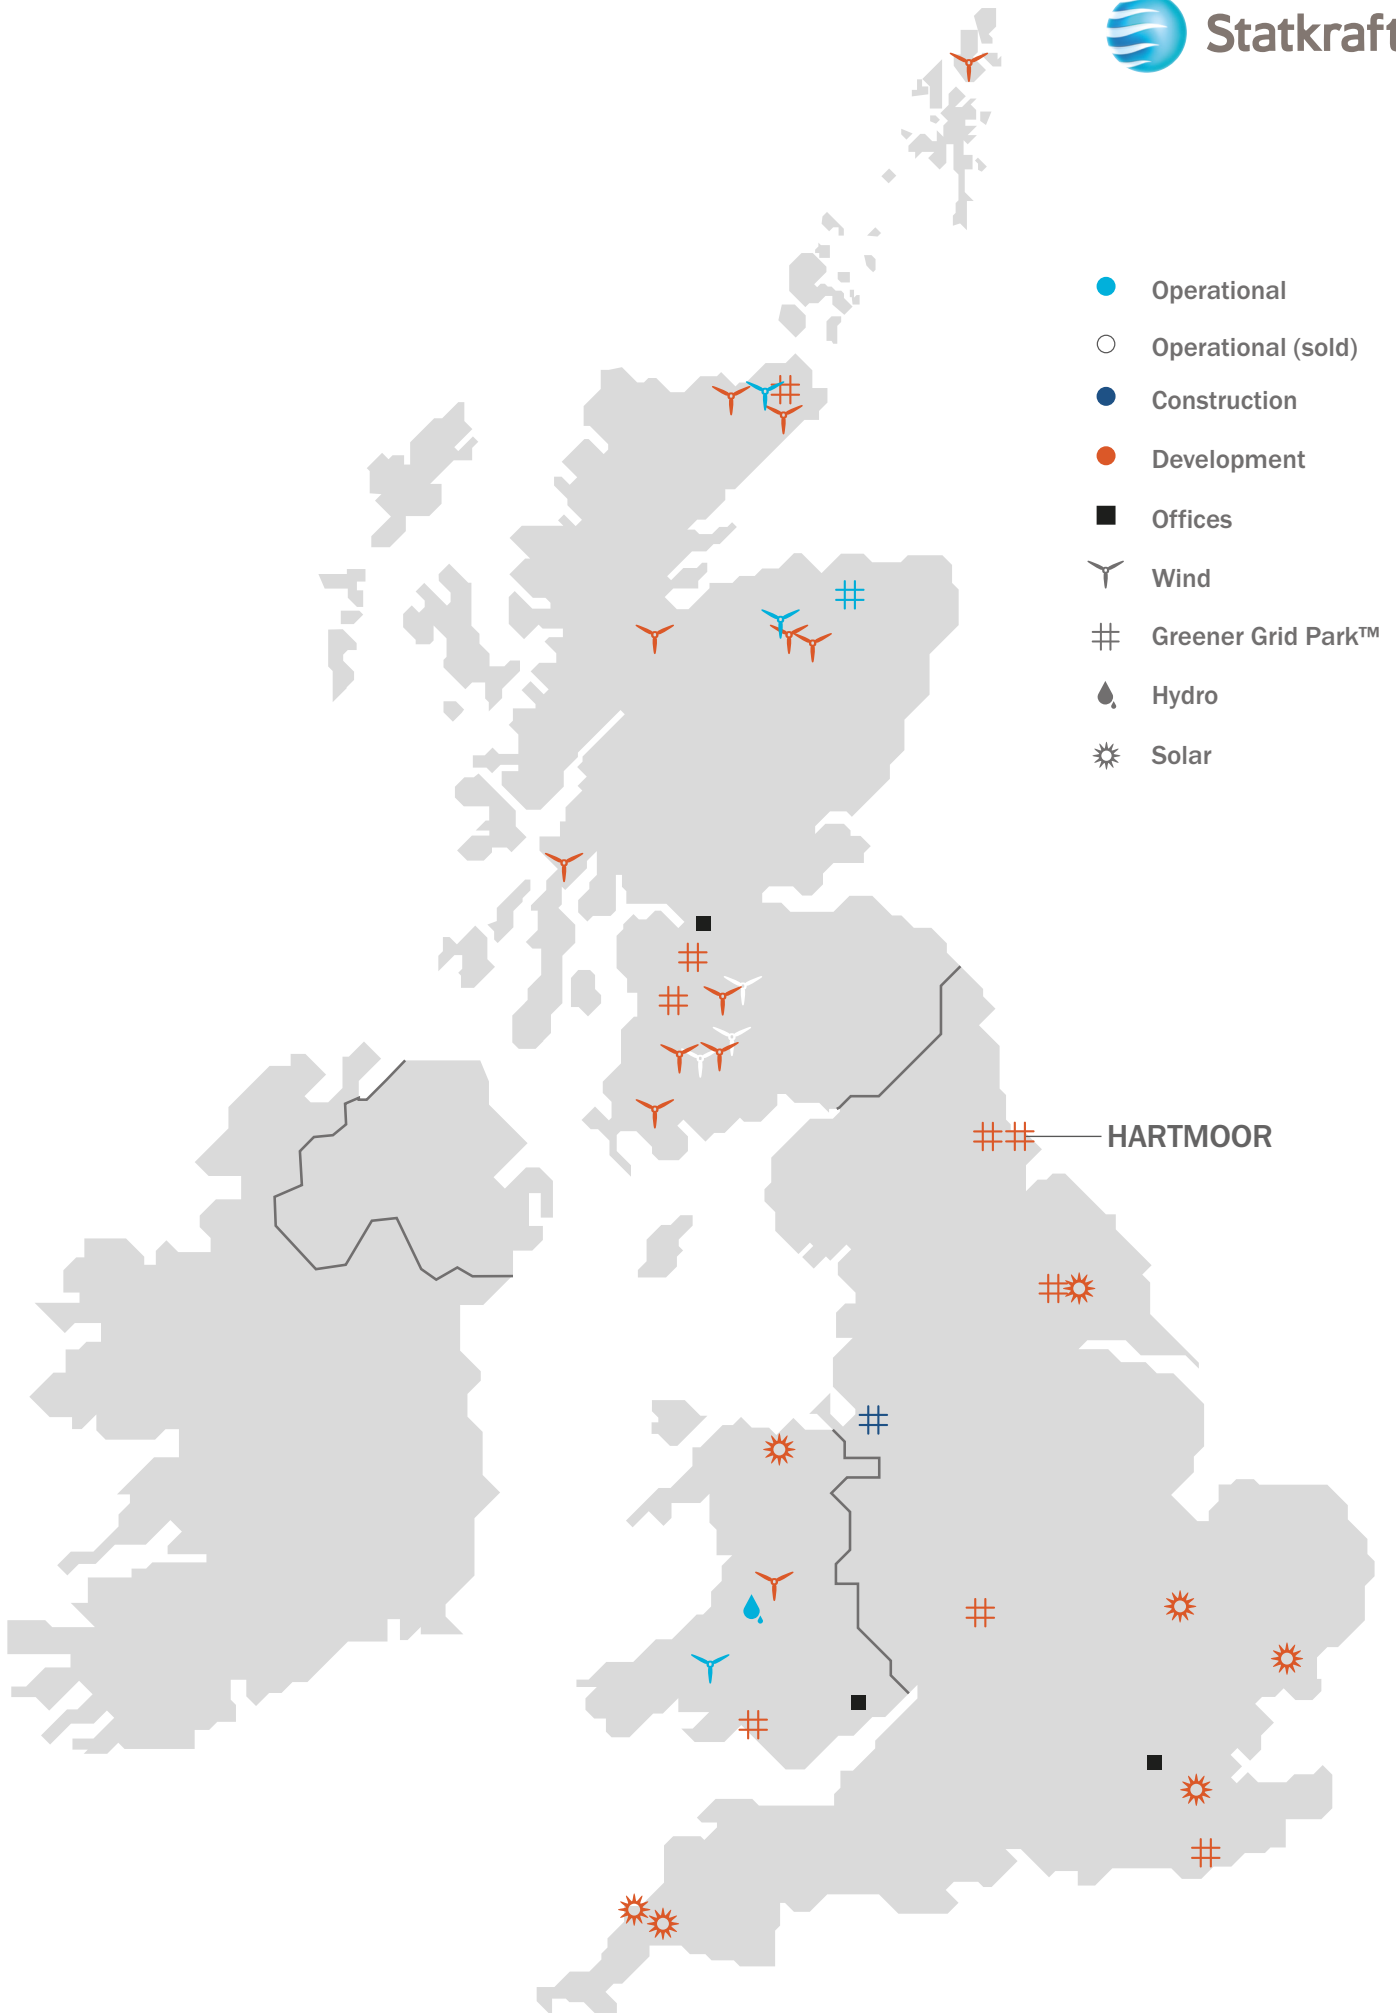 Statkraft
Operational
Operational (sold)
Construction
Development
Offices
Wind
Greener Grid Park™
Hydro
Solar
HARTMOOR